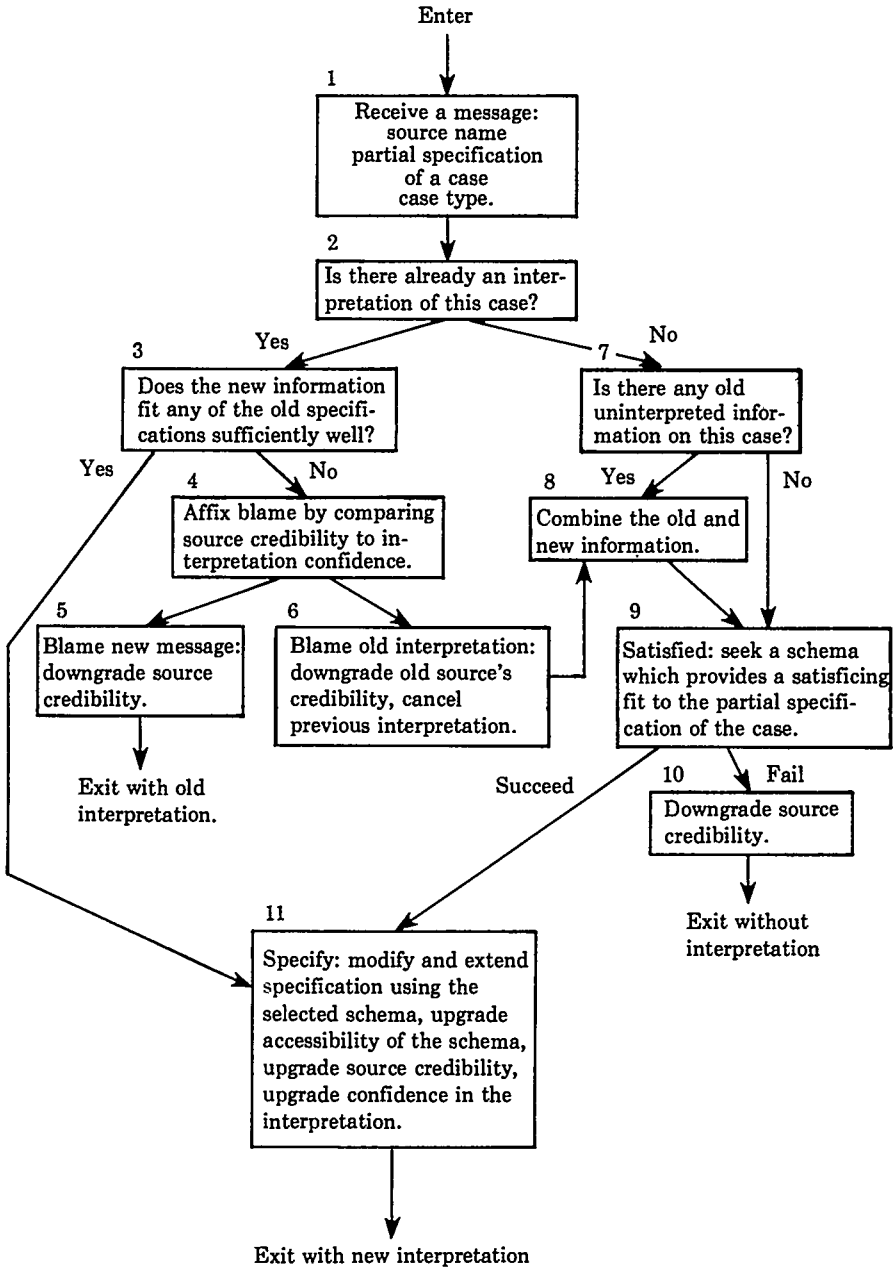 Enter
1
Receive a message:
source name
partial specification
of a case
case type.
2
Is there already an inter-
pretation of this case?
Yes
No
3
Does the new information
fit any of the old specifi-
cations sufficiently well?
7
Is there any old
uninterpreted infor-
mation on this case?
Yes
No
4
Affix blame by comparing
source credibility to in-
terpretation confidence.
Yes
No
8
Combine the old and
new information.
5
Blame new message:
downgrade source
credibility.
6
Blame old interpretation:
downgrade old source's
credibility, cancel
previous interpretation.
9
Satisfied: seek a schema
which provides a satisficing
fit to the partial specifi-
cation of the case.
Exit with old
interpretation.
Succeed
Fail
10
Downgrade source
credibility.
Exit without
interpretation
11
Specify: modify and extend
specification using the
selected schema, upgrade
accessibility of the schema,
upgrade source credibility,
upgrade confidence in the
interpretation.
Exit with new interpretation